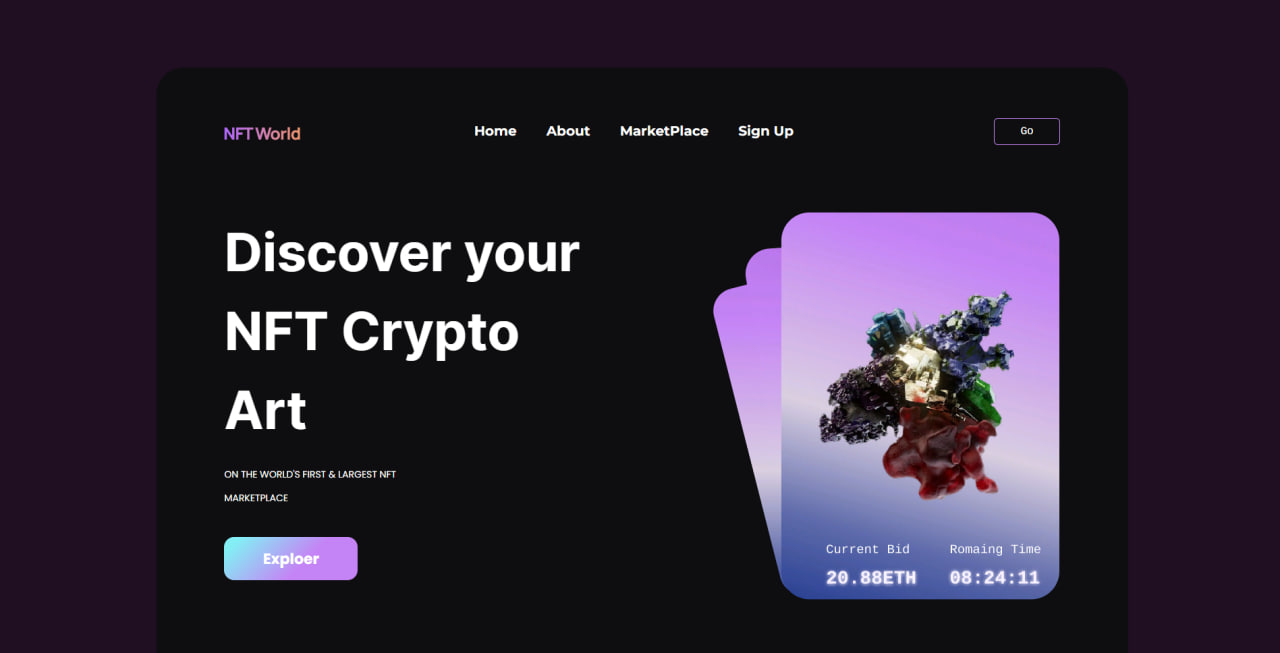 NFT World
Home About MarketPlace Sign Up
Go
Discover your
NFT Crypto
Art
ON THE WORLD'S FIRST & LARGEST NFT
MARKETPLACE
Exploer
Current Bid Romaing Time
20.88ETH 08:24:11